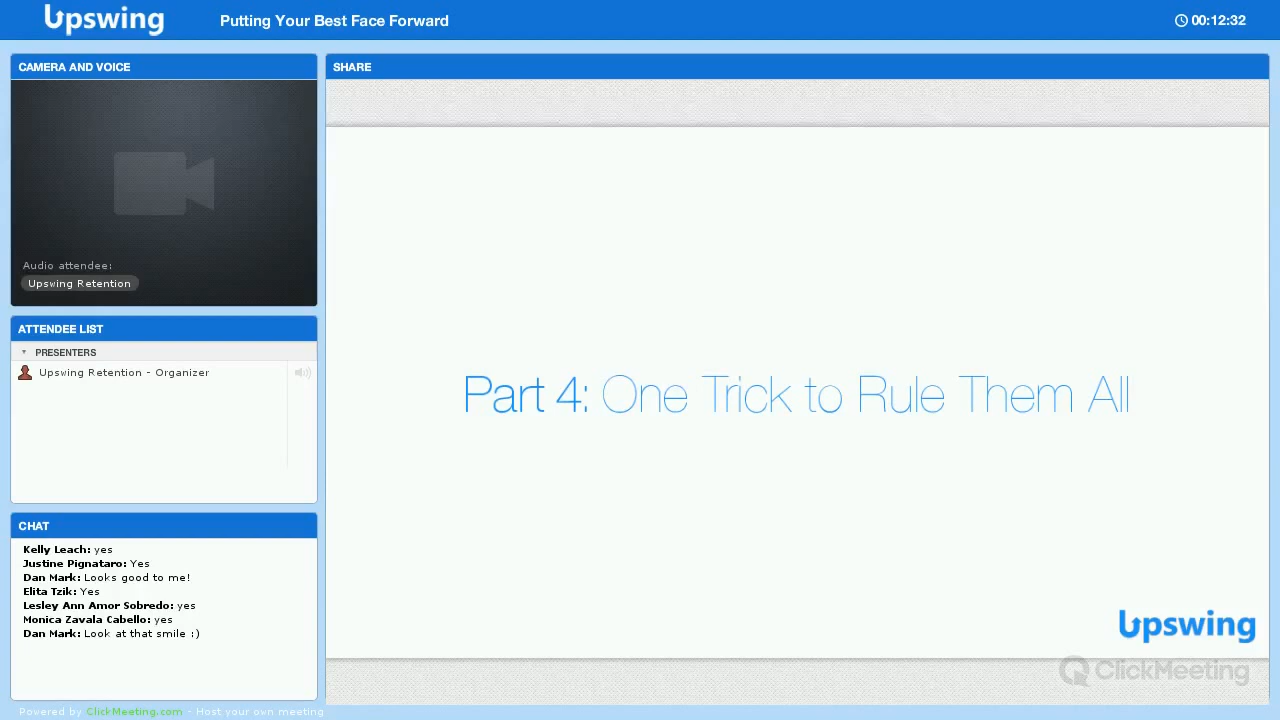 Upswing
Putting Your Best Face Forward
00:12:32
CAMERA AND VOICE
Audio attendee:
Upswing Retention
ATTENDEE LIST
PRESENTERS
Upswing Retention - Organizer
CHAT
Kelly Leach: yes
Justine Pignataro: Yes
Dan Mark: Looks good to me!
Elita Tzik: Yes
Lesley Ann Amor Sobredo: yes
Monica Zavala Cabello: yes
Dan Mark: Look at that smile :)
SHARE
Part 4: One Trick to Rule Them All
Upswing
ClickMeeting
Powered by ClickMeeting.com - Host your own meeting